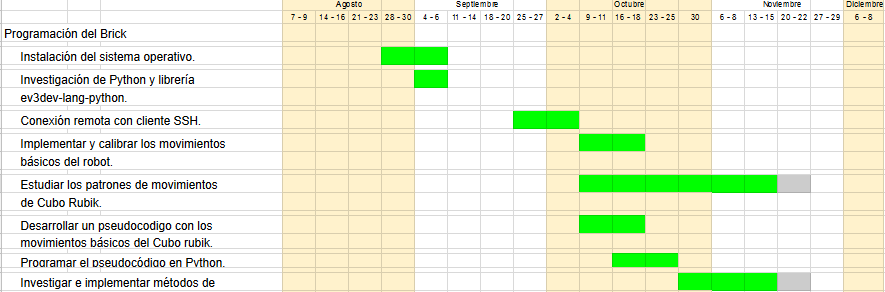 Agosto Septiembre Octubre Noviembre Diciembre
7 - 9 14 - 16 21 - 23 28 - 30 4 - 6 11 - 14 18 - 20 25 - 27 2 - 4 9 - 11 16 - 18 23 - 25 30 6 - 8 13 - 15 20 - 22 27 - 29 6 - 8
Programación del Brick
Instalación del sistema operativo.
Investigación de Python y librería
ev3dev-lang-python.
Conexión remota con cliente SSH.
Implementar y calibrar los movimientos
básicos del robot.
Estudiar los patrones de movimientos
de Cubo Rubik.
Desarrollar un pseudocodigo con los
movimientos básicos del Cubo rubik.
Programar el pseudocódigo en Python.
Investigar e implementar métodos de